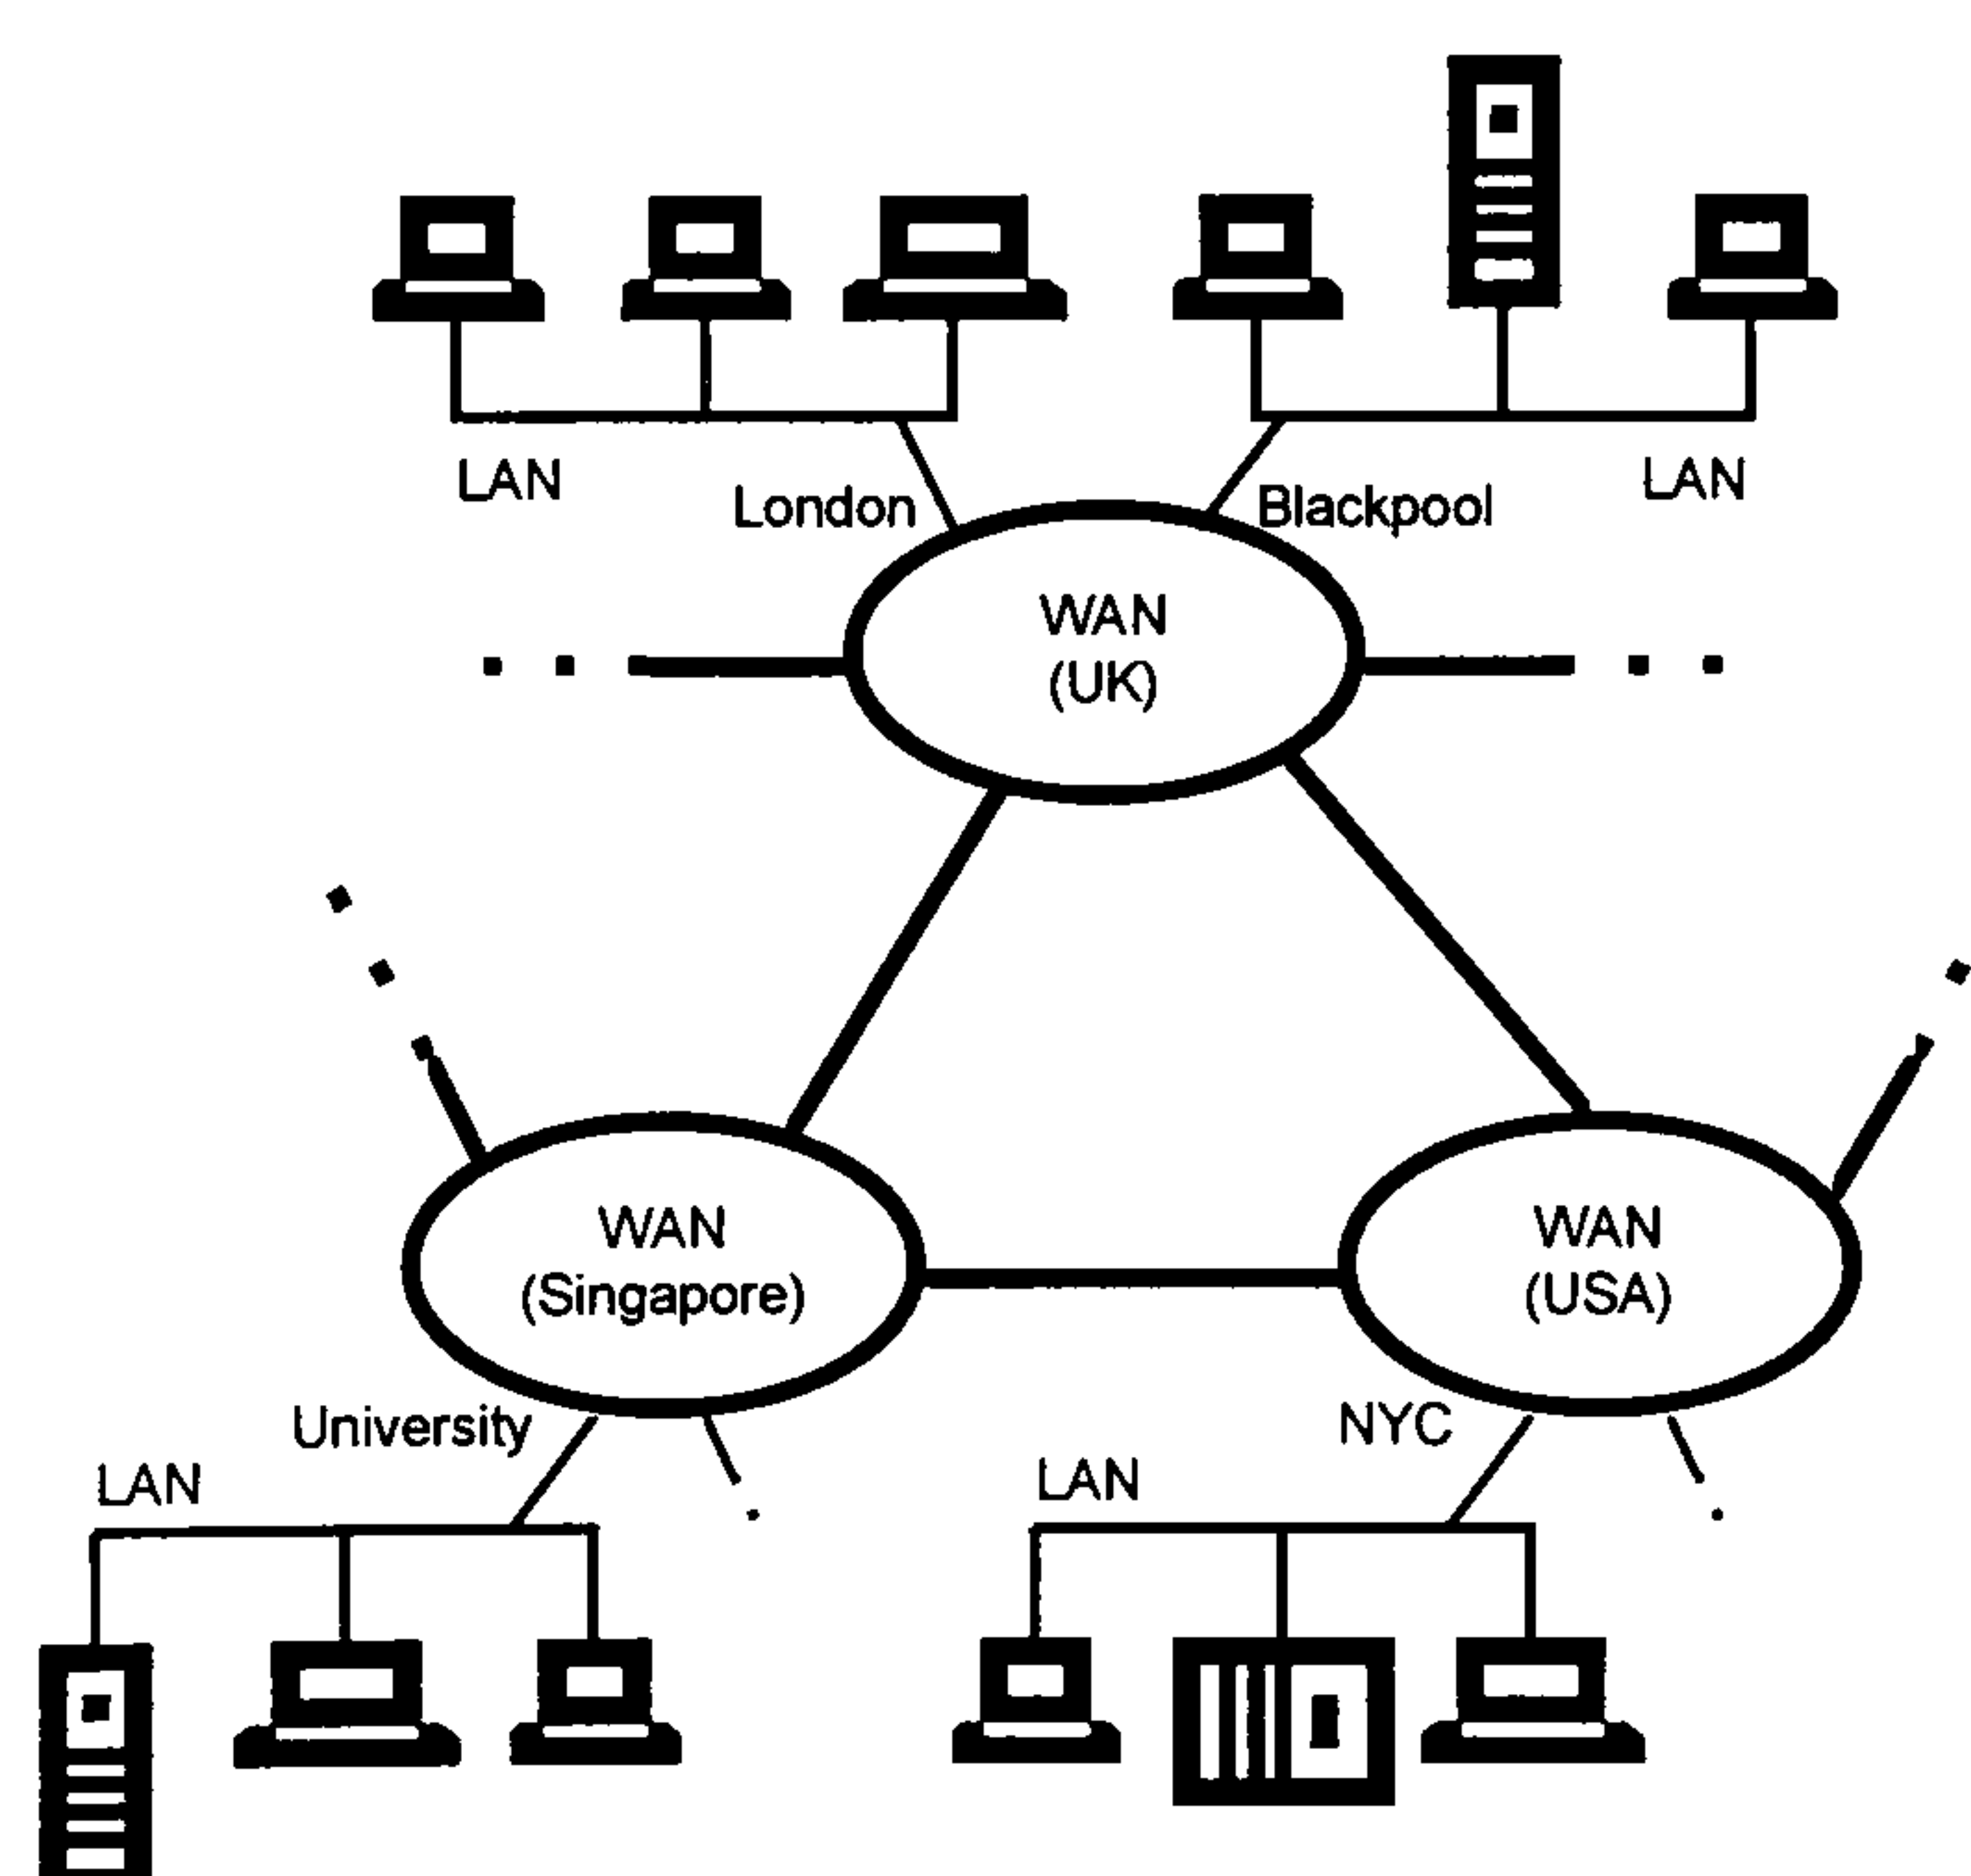 LAN
London
Blackpool
LAN
WAN
(UK)
WAN
(Singapore)
WAN
(USA)
University
NYC
LAN
LAN